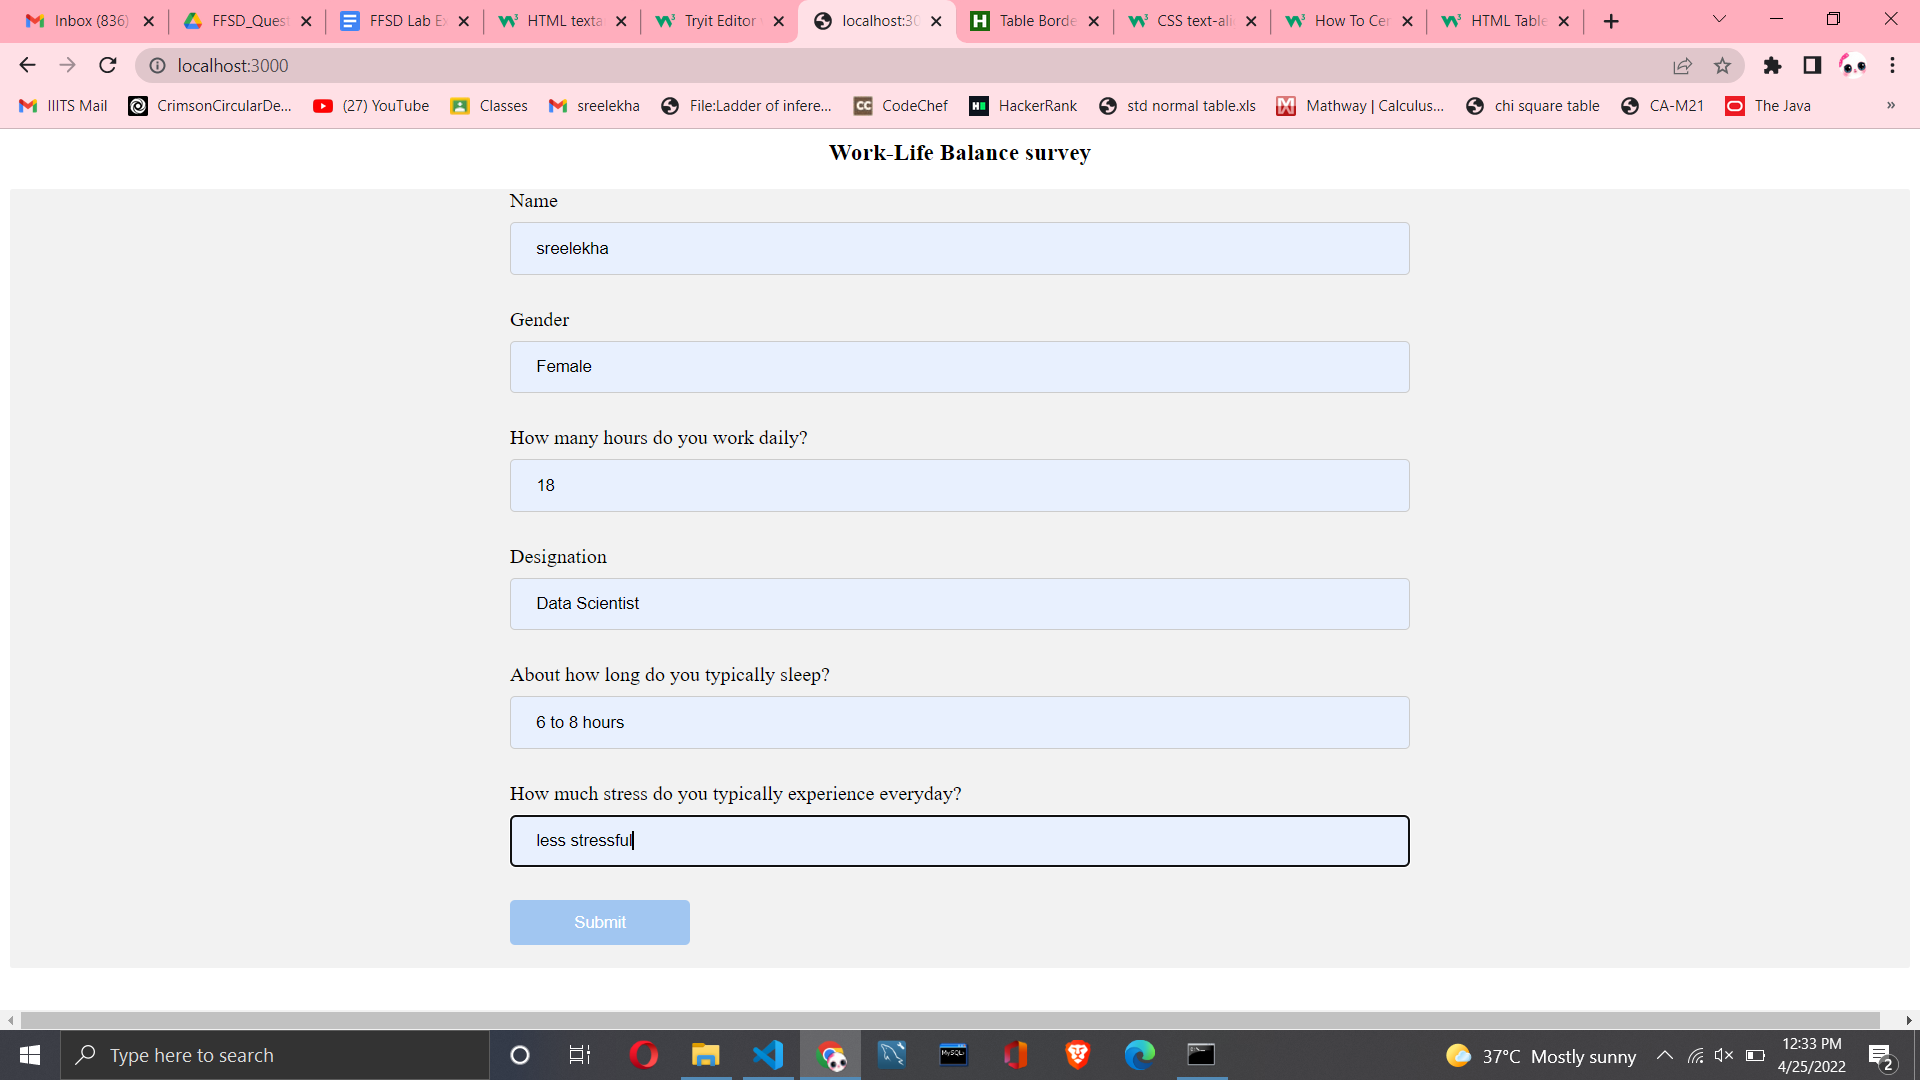 Inbox (836)
FFSD_Quest
FFSD Lab Ex
HTML texta
Tryit Editor
localhost:30
Table Borde
CSS text-ali
How To Cen
HTML Table
localhost:3000
IIITS Mail
CrimsonCircularDe...
(27) YouTube
Classes
sreelekha
File:Ladder of infere...
CodeChef
HackerRank
std normal table.xls
Mathway | Calculus...
chi square table
CA-M21
The Java
»
Work-Life Balance survey
Name
sreelekha
Gender
Female
How many hours do you work daily?
18
Designation
Data Scientist
About how long do you typically sleep?
6 to 8 hours
How much stress do you typically experience everyday?
less stressful
Submit
Type here to search
37°C Mostly sunny
12:33 PM
4/25/2022
2